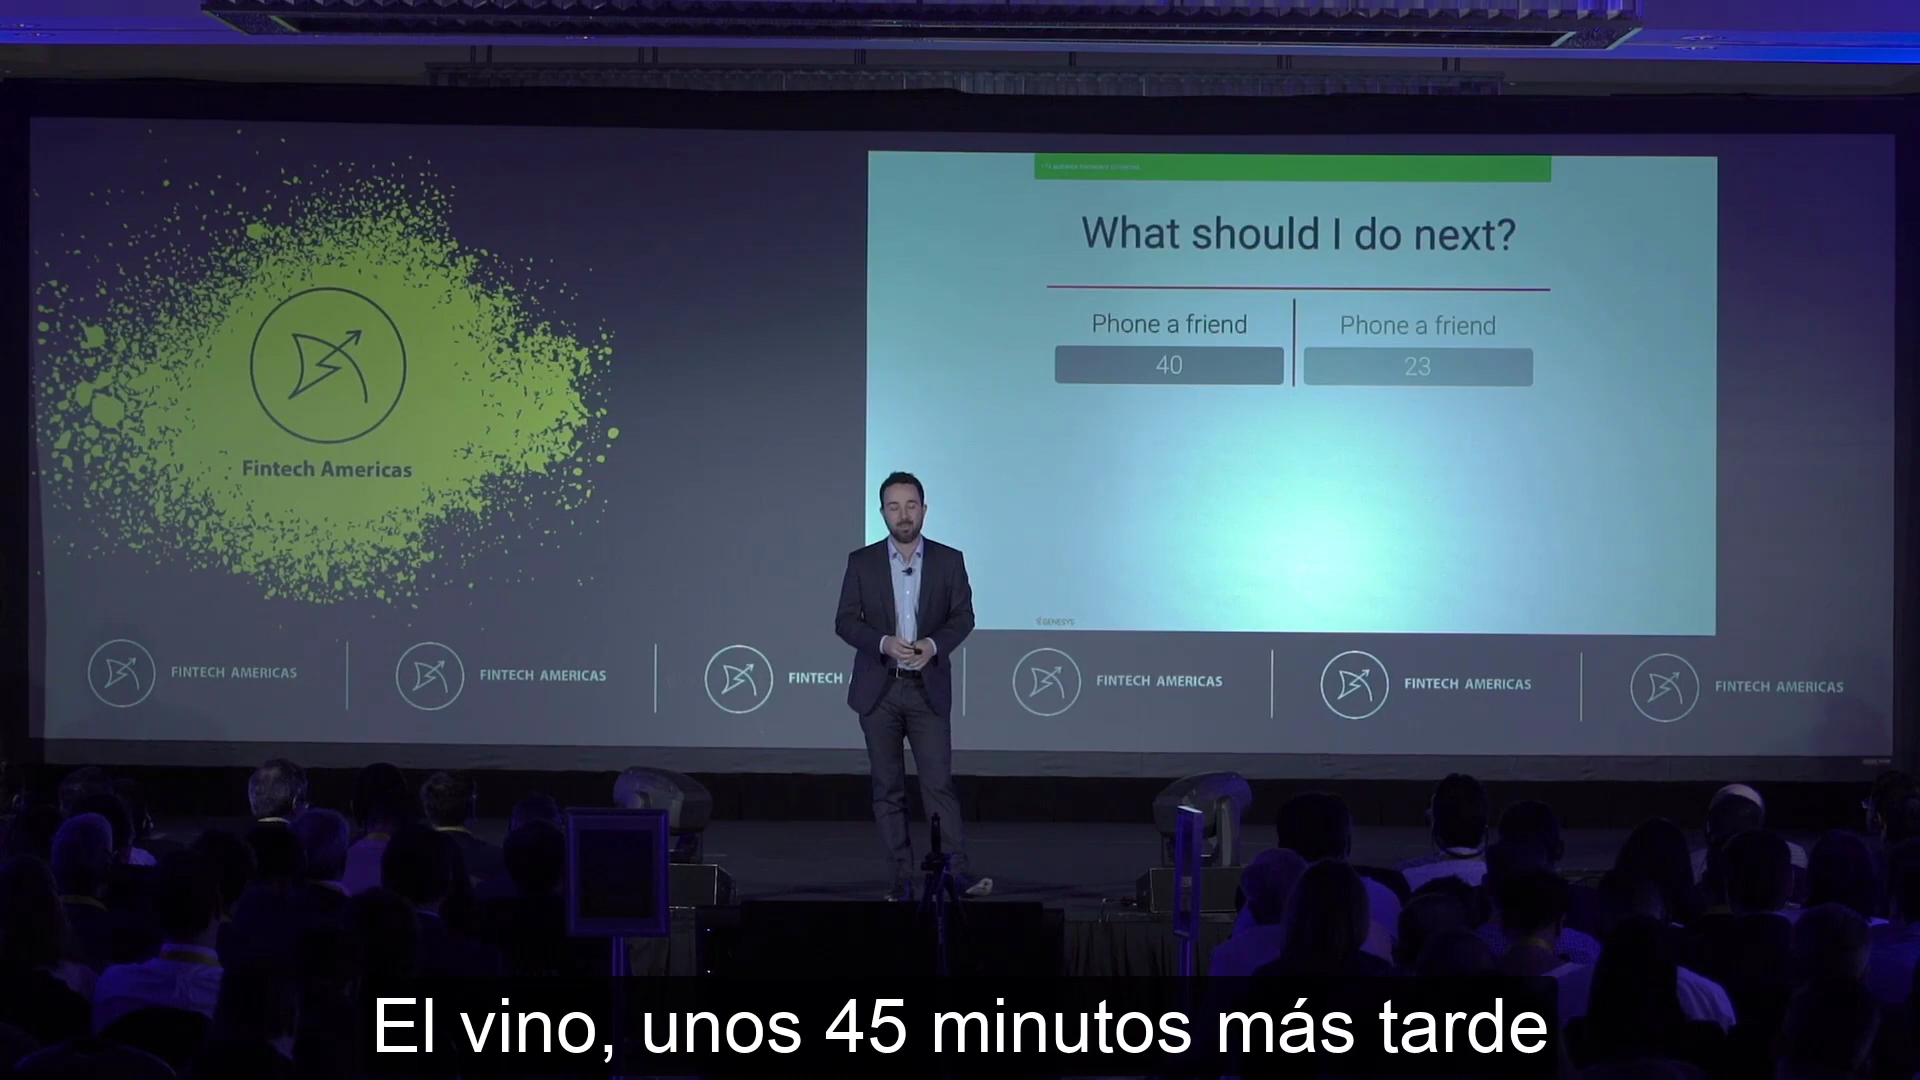 What should I do next?
Phone a friend
Phone a friend
40
23
GENESYS
Fintech Americas
FINTECH AMERICAS
FINTECH AMERICAS
FINTECH
FINTECH AMERICAS
FINTECH AMERICAS
FINTECH AMERICAS
El vino, unos 45 minutos más tarde